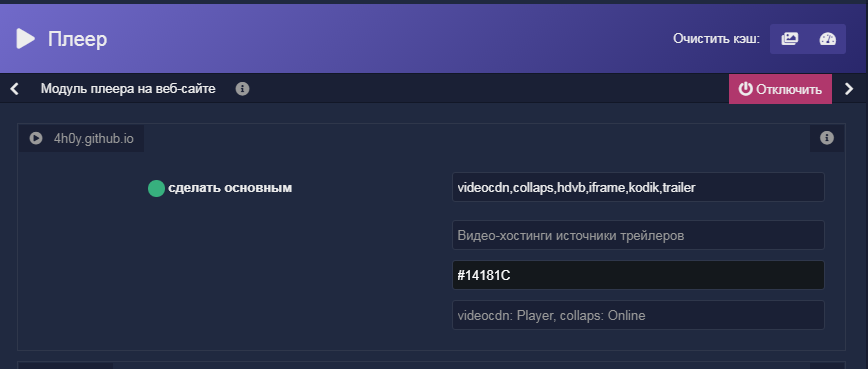 Плеер
Очистить кэш:
Модуль плеера на веб-сайте
Отключить
4h0y.github.io
сделать основным
videocdn,collaps,hdvb,iframe,kodik,trailer
Видео-хостинги источники трейлеров
#14181C
videocdn: Player, collaps: Online